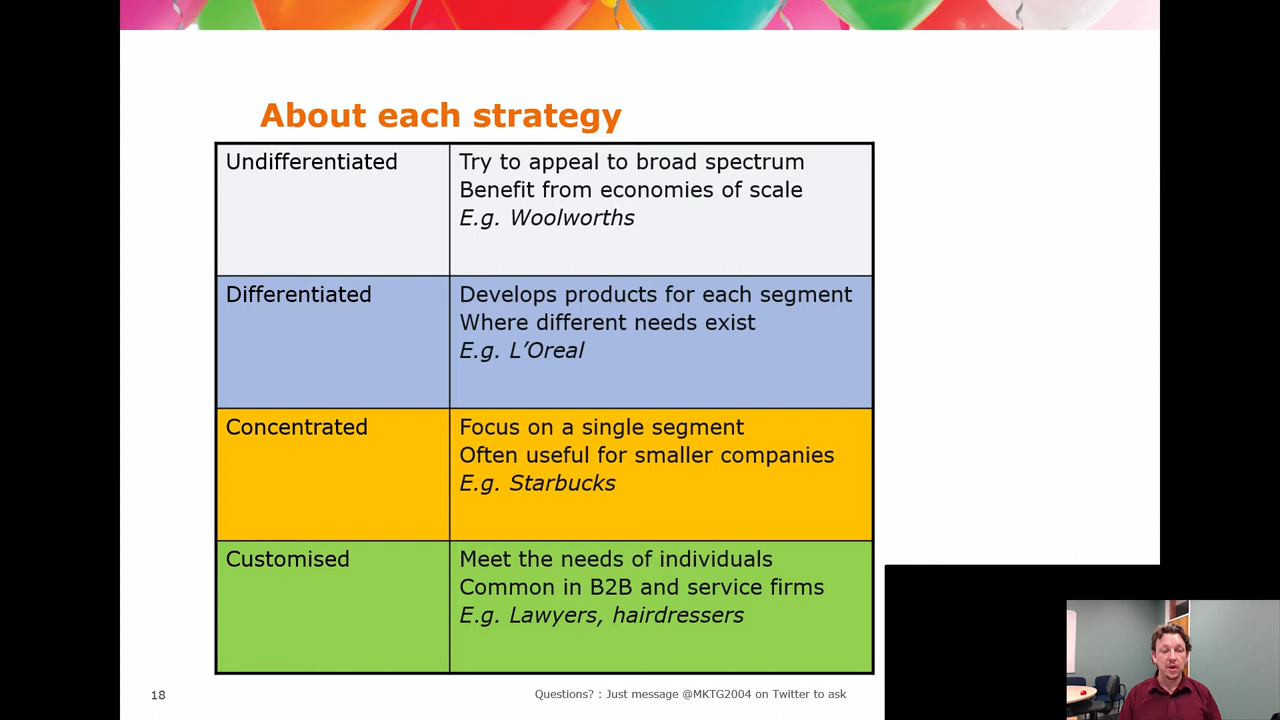 About each strategy
Undifferentiated
Try to appeal to broad spectrum
Benefit from economies of scale
E.g. Woolworths
Differentiated
Develops products for each segment
Where different needs exist
E.g. L’Oreal
Concentrated
Focus on a single segment
Often useful for smaller companies
E.g. Starbucks
Customised
Meet the needs of individuals
Common in B2B and service firms
E.g. Lawyers, hairdressers
18
Questions? : Just message @MKTG2004 on Twitter to ask